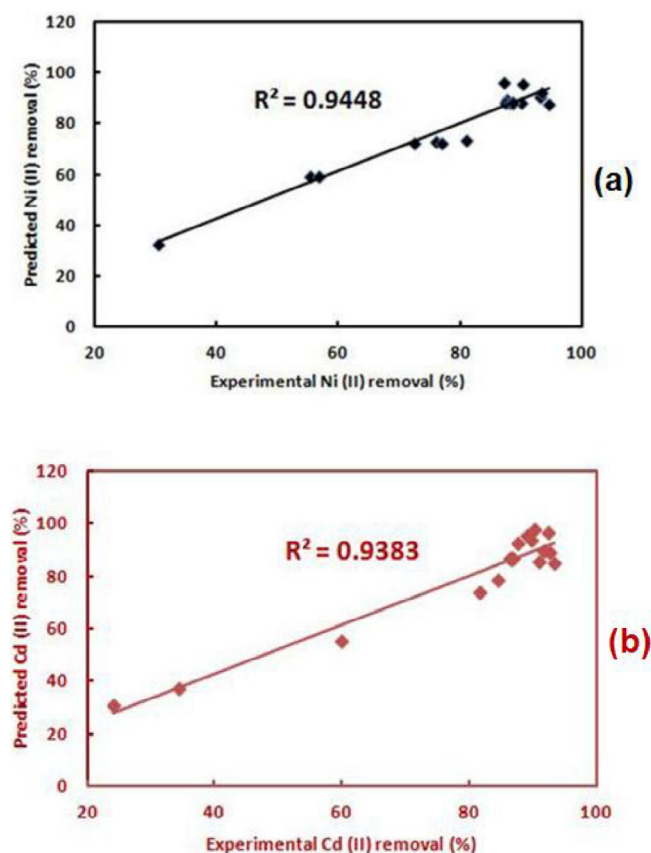 120
100
80
60
40
20
0
Predicted Ni (II) removal (%)
R² = 0.9448
(a)
20 40 60 80 100
Experimental Ni (II) removal (%)
120
100
80
60
40
20
0
Predicted Cd (II) removal (%)
R² = 0.9383
(b)
20 40 60 80 100
Experimental Cd (II) removal (%)